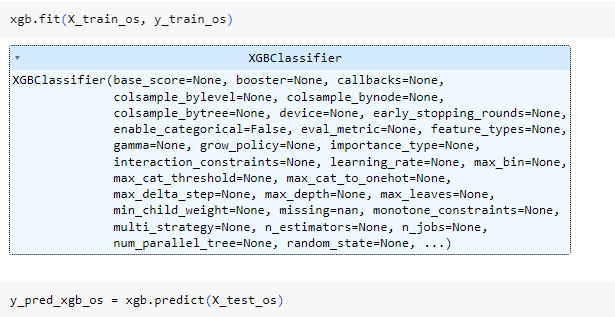 xgb.fit(X_train_os, y_train_os)
XGBClassifier
XGBClassifier(base_score=None, booster=None, callbacks=None,
colsample_bylevel=None, colsample_bynode=None,
colsample_bytree=None, device=None, early_stopping_rounds=None,
enable_categorical=False, eval_metric=None, feature_types=None,
gamma=None, grow_policy=None, importance_type=None,
interaction_constraints=None, learning_rate=None, max_bin=None,
max_cat_threshold=None, max_cat_to_onehot=None,
max_delta_step=None, max_depth=None, max_leaves=None,
min_child_weight=None, missing=nan, monotone_constraints=None,
multi_strategy=None, n_estimators=None, n_jobs=None,
num_parallel_tree=None, random_state=None, ...)
y_pred_xgb_os = xgb.predict(X_test_os)